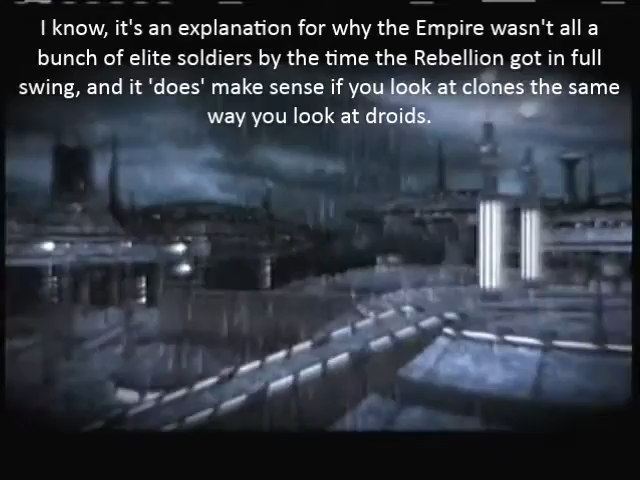 I know, it's an explanation for why the Empire wasn't all a
bunch of elite soldiers by the time the Rebellion got in full
swing, and it 'does' make sense if you look at clones the same
way you look at droids.